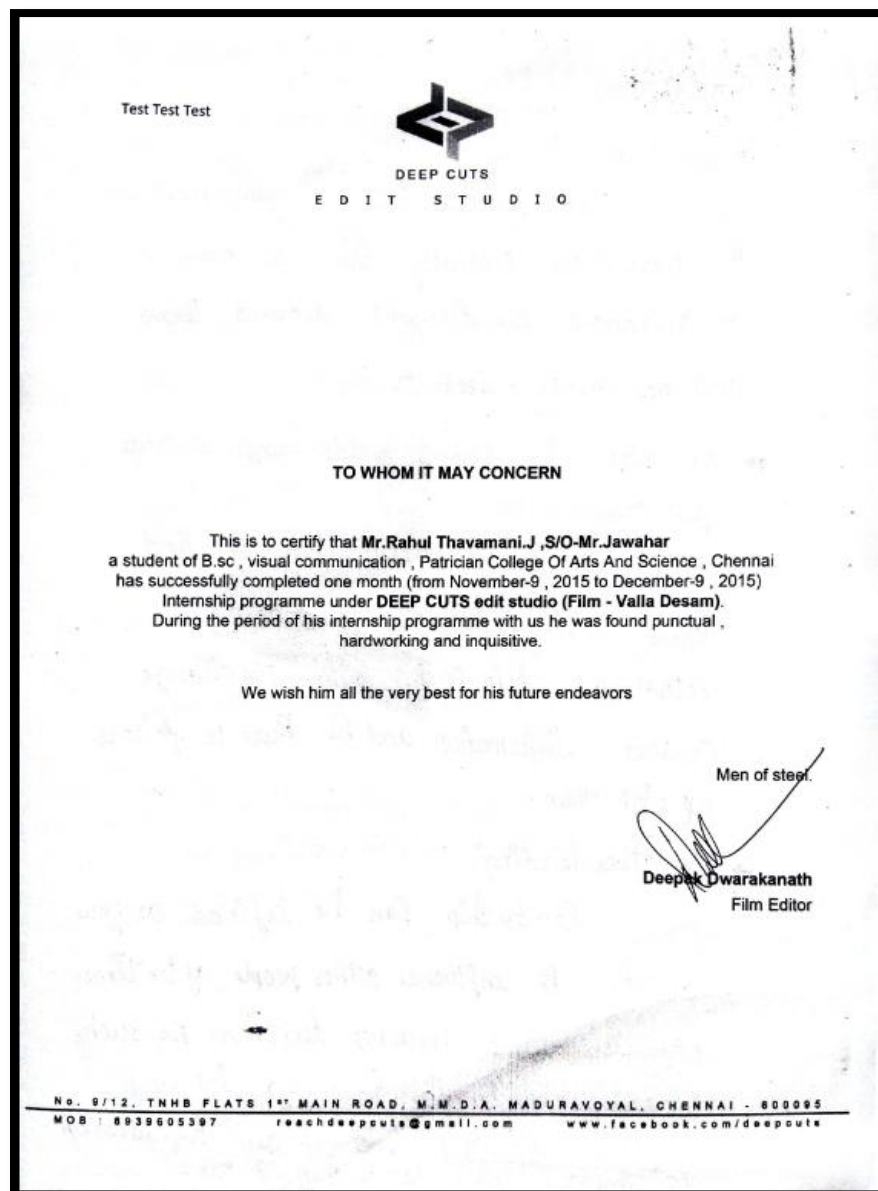 Test Test Test
DEEP CUTS
EDIT STUDIO
TO WHOM IT MAY CONCERN
This is to certify that Mr.Rahul Thavamani.J ,S/O-Mr.Jawahar
a student of B.sc , visual communication , Patrician College Of Arts And Science , Chennai
has successfully completed one month (from November-9 , 2015 to December-9 , 2015)
Internship programme under DEEP CUTS edit studio (Film - Valla Desam).
During the period of his internship programme with us he was found punctual ,
hardworking and inquisitive.
We wish him all the very best for his future endeavors
Men of steel.
Deepak Dwarakanath
Film Editor
No. 9/12, TNHB FLATS 1ST MAIN ROAD, M.M.D.A. MADURAVOYAL, CHENNAI - 600095
MOB : 8939605397 reachdeepcuts@gmail.com www.facebook.com/deepcuts